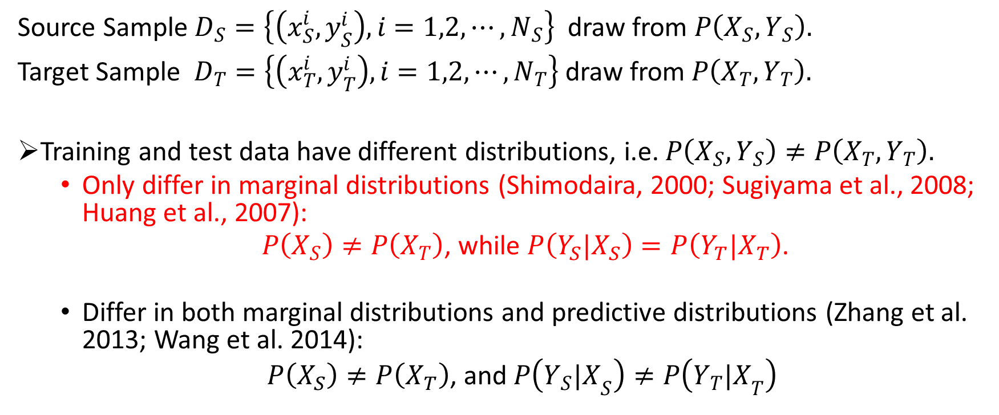 Source Sample $D_S = \{(x_S^i, y_S^i), i = 1,2,\cdots,N_S\}$ draw from $P(X_S, Y_S)$.
Target Sample $D_T = \{(x_T^i, y_T^i), i = 1,2,\cdots,N_T\}$ draw from $P(X_T, Y_T)$.
➢Training and test data have different distributions, i.e. $P(X_S, Y_S) \neq P(X_T, Y_T)$.
• Only differ in marginal distributions (Shimodaira, 2000; Sugiyama et al., 2008;
Huang et al., 2007):
$P(X_S) \neq P(X_T)$, while $P(Y_S|X_S) = P(Y_T|X_T)$.
• Differ in both marginal distributions and predictive distributions (Zhang et al.
2013; Wang et al. 2014):
$P(X_S) \neq P(X_T)$, and $P(Y_S|X_S) \neq P(Y_T|X_T)$